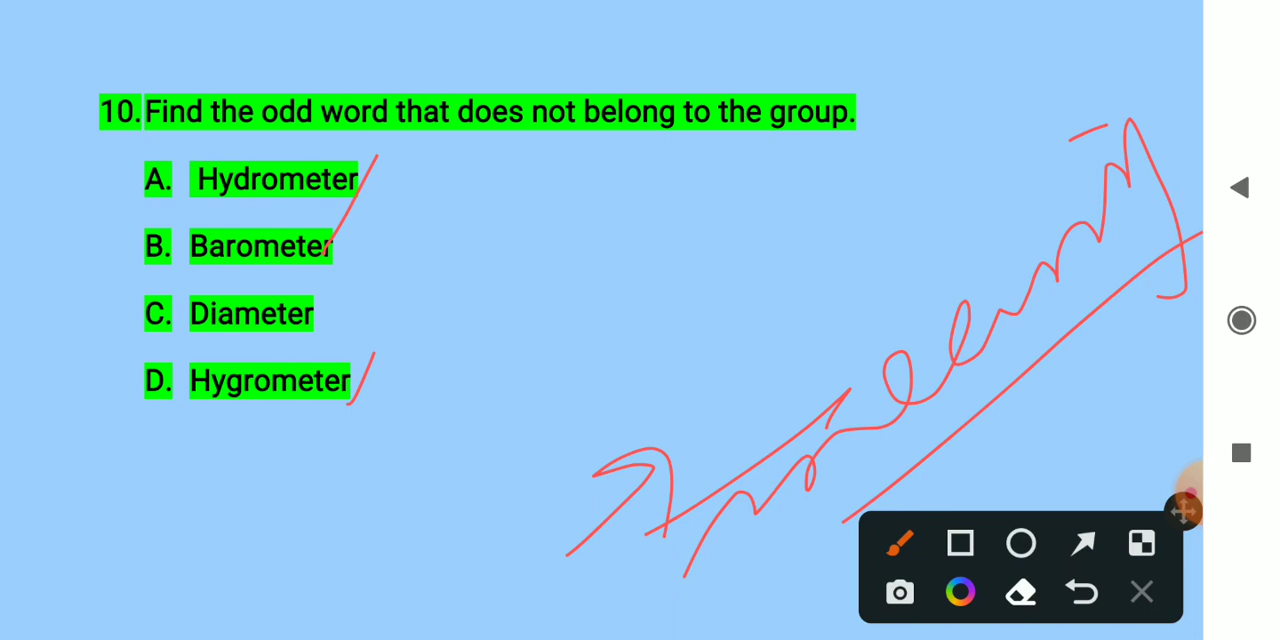 10. Find the odd word that does not belong to the group.
A. Hydrometer
B. Barometer
C. Diameter
D. Hygrometer